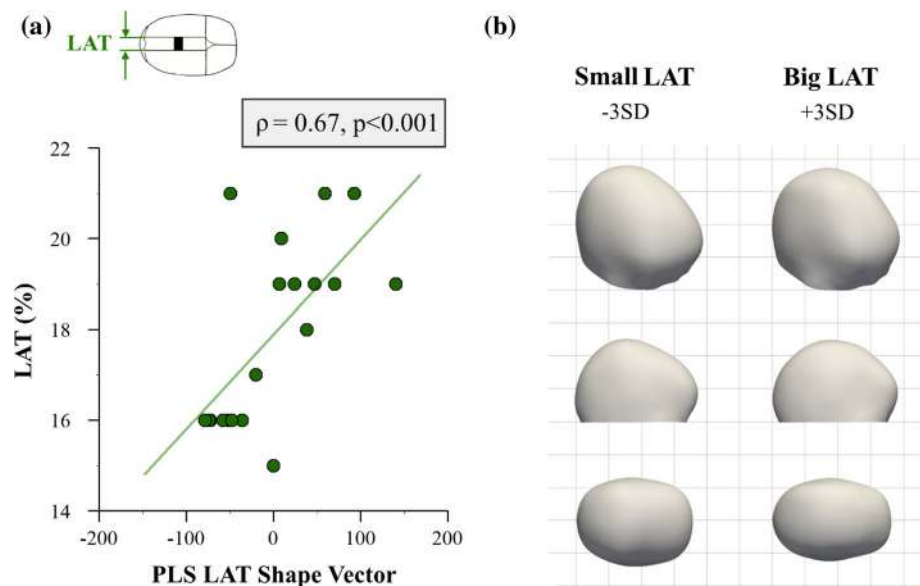 (a)
LAT
ρ = 0.67, p<0.001
22
20
18
16
14
LAT (%)
-200
-100
0
100
200
PLS LAT Shape Vector
(b)
Small LAT
Big LAT
-3SD
+3SD